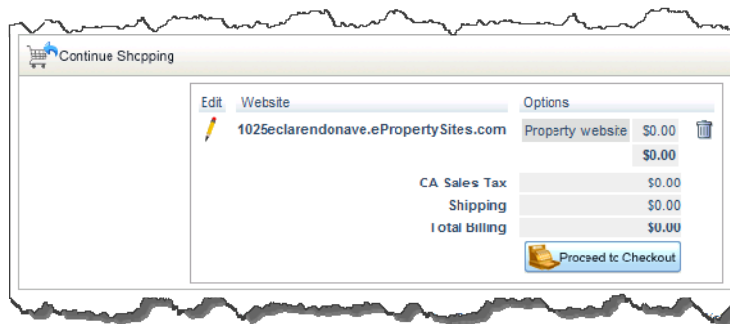 Continue Shopping
Edit Website Options
1025eclarendonave.ePropertySites.com Property website $0.00
$0.00
CA Sales Tax $0.00
Shipping $0.00
Total Billing $0.00
Proceed to Checkout